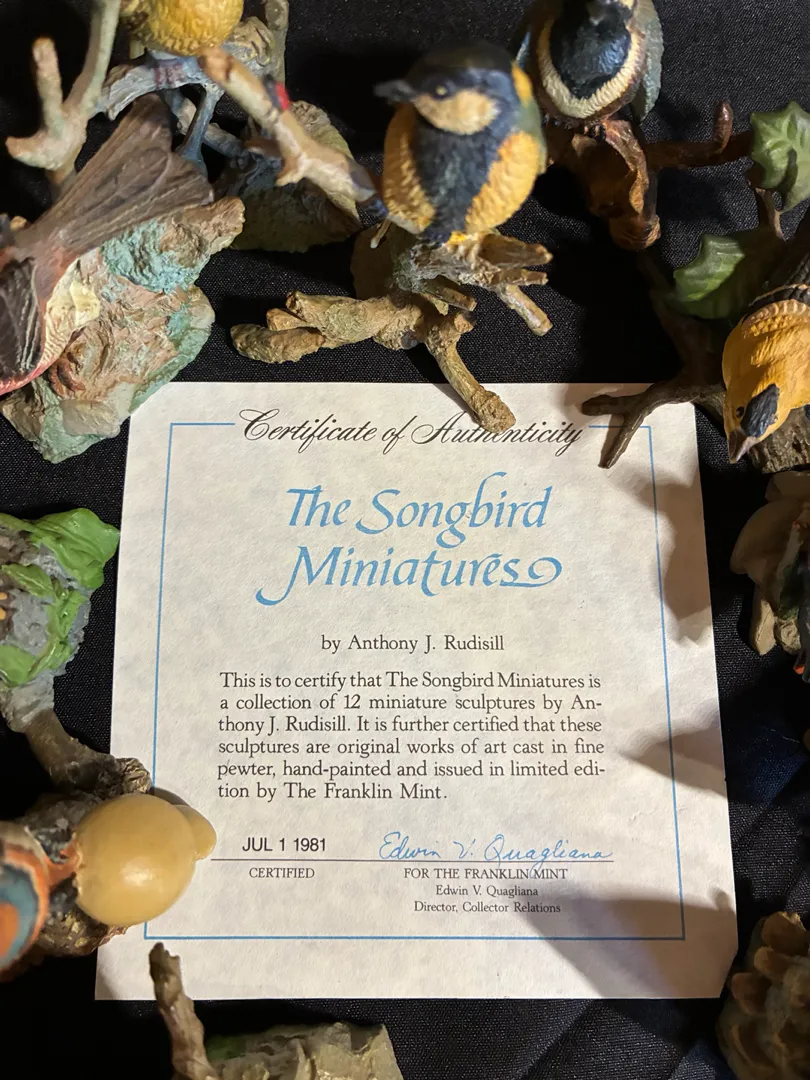 Certificate of Authenticity
The Songbird
Miniatures
by Anthony J. Rudisill
This is to certify that The Songbird Miniatures is
a collection of 12 miniature sculptures by An-
thony J. Rudisill. It is further certified that these
sculptures are original works of art cast in fine
pewter, hand-painted and issued in limited edi-
tion by The Franklin Mint.
JUL 1 1981 Edwin V. Quagliana
CERTIFIED FOR THE FRANKLIN MINT
Edwin V. Quagliana
Director, Collector Relations